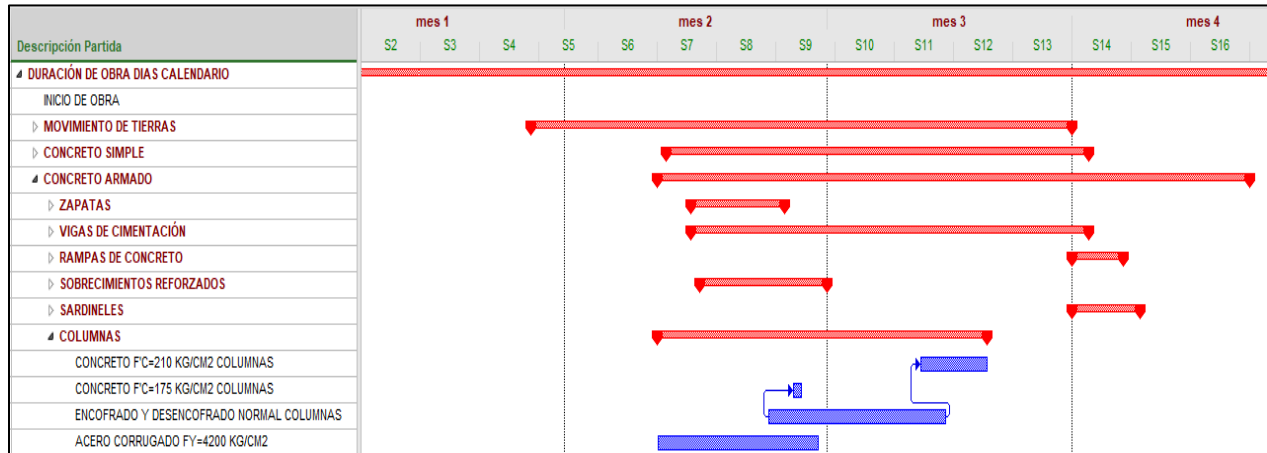 mes 1 mes 2 mes 3 mes 4
Descripción Partida S2 S3 S4 S5 S6 S7 S8 S9 S10 S11 S12 S13 S14 S15 S16
DURACIÓN DE OBRA DIAS CALENDARIO
INICIO DE OBRA
MOVIMIENTO DE TIERRAS
CONCRETO SIMPLE
CONCRETO ARMADO
ZAPATAS
VIGAS DE CIMENTACIÓN
RAMPAS DE CONCRETO
SOBRECIMIENTOS REFORZADOS
SARDINELES
COLUMNAS
CONCRETO F'C=210 KG/CM2 COLUMNAS
CONCRETO F'C=175 KG/CM2 COLUMNAS
ENCOFRADO Y DESENCOFRADO NORMAL COLUMNAS
ACERO CORRUGADO FY=4200 KG/CM2